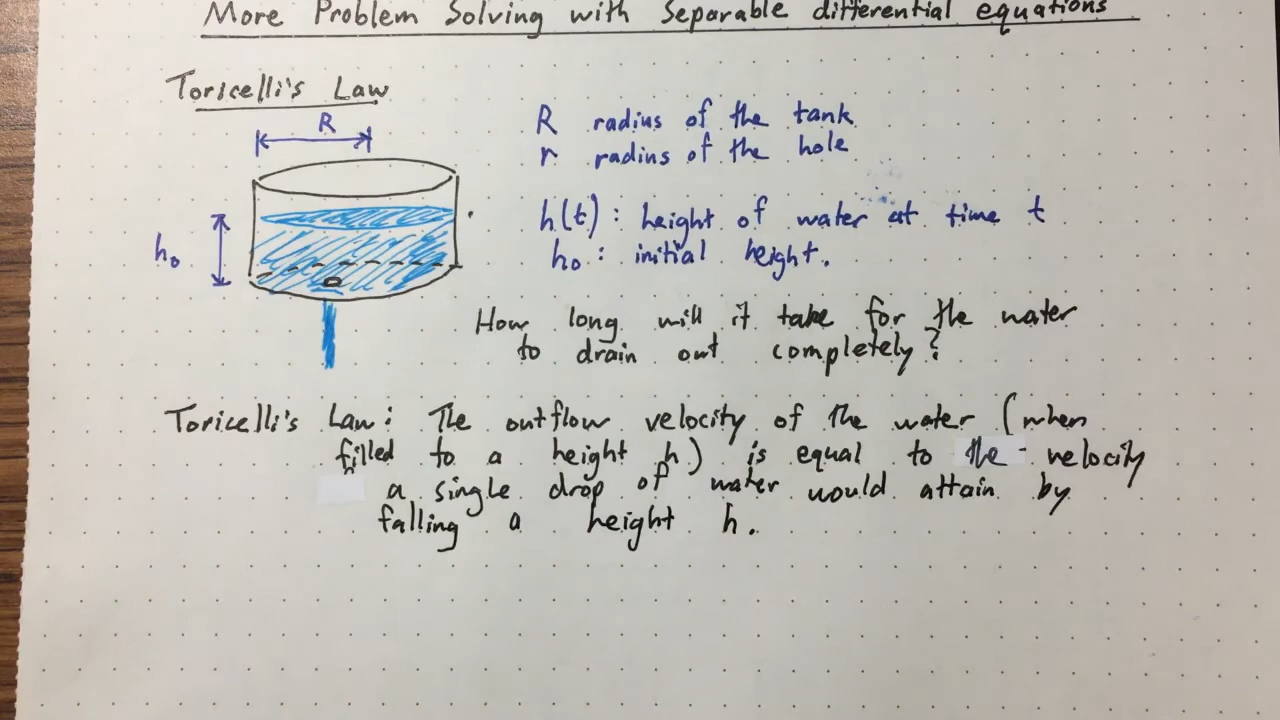 More Problem Solving with Separable differential equations
Toricelli's Law
R
R radius of the tank
r radius of the hole
h(t): height of water at time t
h₀: initial height.
h₀
How long will it take for the water
to drain out completely?
Toricelli's Law: The outflow velocity of the water (when
filled to a height h) is equal to the velocity
a single drop of water would attain by
falling a height h.